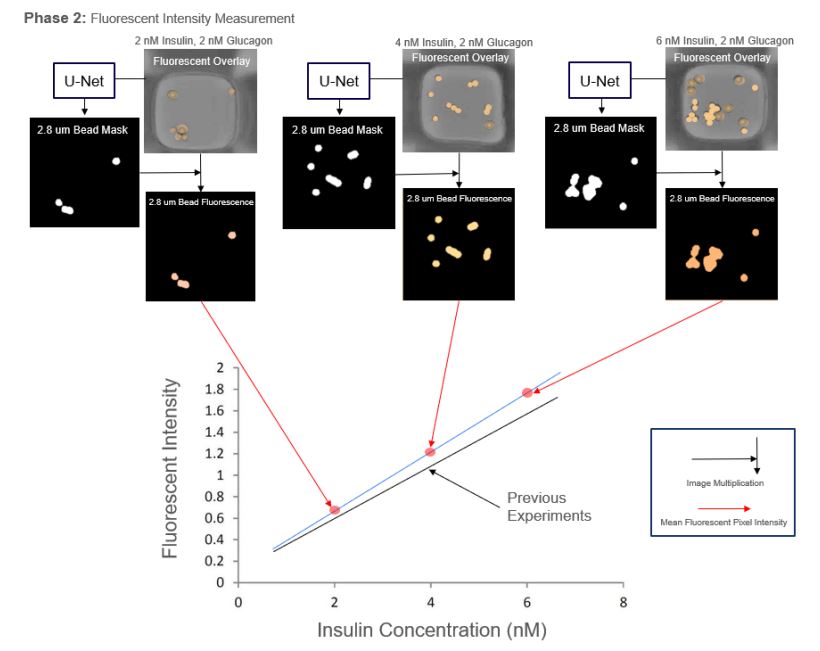 Phase 2: Fluorescent Intensity Measurement
2 nM Insulin, 2 nM Glucagon
4 nM Insulin, 2 nM Glucagon
6 nM Insulin, 2 nM Glucagon
Fluorescent Overlay
Fluorescent Overlay
Fluorescent Overlay
U-Net
U-Net
U-Net
2.8 um Bead Mask
2.8 um Bead Mask
2.8 um Bead Mask
2.8 um Bead Fluorescence
2.8 um Bead Fluorescence
2.8 um Bead Fluorescence
Fluorescent Intensity
2
1.8
1.6
1.4
1.2
1
0.8
0.6
0.4
0.2
0
Previous
Experiments
0
2
4
6
8
Insulin Concentration (nM)
Image Multiplication
Mean Fluorescent Pixel Intensity